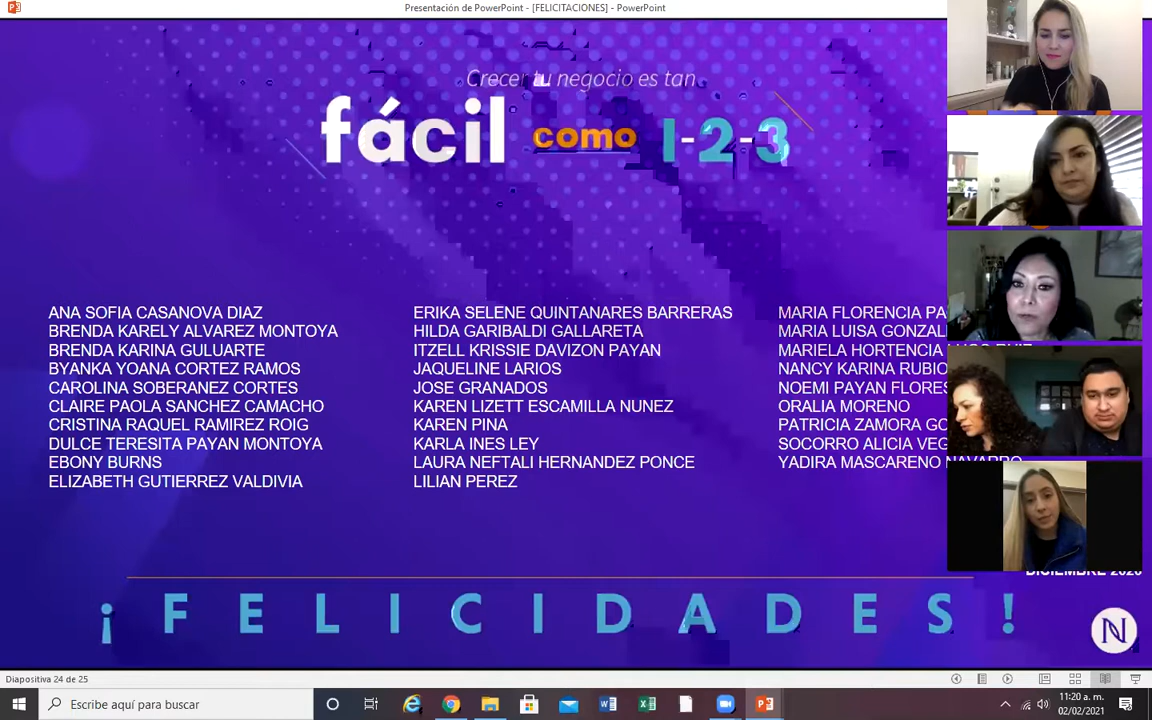 Presentación de PowerPoint - [FELICITACIONES] - PowerPoint
Crecer tu negocio es tan
fácil como 1-2-3
ANA SOFIA CASANOVA DIAZ
BRENDA KARELY ALVAREZ MONTOYA
BRENDA KARINA GULUARTE
BYANKA YOANA CORTEZ RAMOS
CAROLINA SOBERANEZ CORTES
CLAIRE PAOLA SANCHEZ CAMACHO
CRISTINA RAQUEL RAMIREZ ROIG
DULCE TERESITA PAYAN MONTOYA
EBONY BURNS
ELIZABETH GUTIERREZ VALDIVIA
ERIKA SELENE QUINTANARES BARRERAS
HILDA GARIBALDI GALLARETA
ITZELL KRISSIE DAVIZON PAYAN
JAQUELINE LARIOS
JOSE GRANADOS
KAREN LIZETT ESCAMILLA NUNEZ
KAREN PINA
KARLA INES LEY
LAURA NEFTALI HERNANDEZ PONCE
LILIAN PEREZ
MARIA FLORENCIA
MARIA LUISA
MARIELA HORTENCIA
NANCY KARINA RUBIO
NOEMI PAYAN FLORES
ORALIA MORENO
PATRICIA ZAMORA
SOCORRO ALICIA
YADIRA MASCARENO NAVARRO
DICIEMBRE 2020
¡FELICIDADES!
N
Diapositiva 24 de 25
Escribe aquí para buscar
11:20 a. m.
02/02/2021